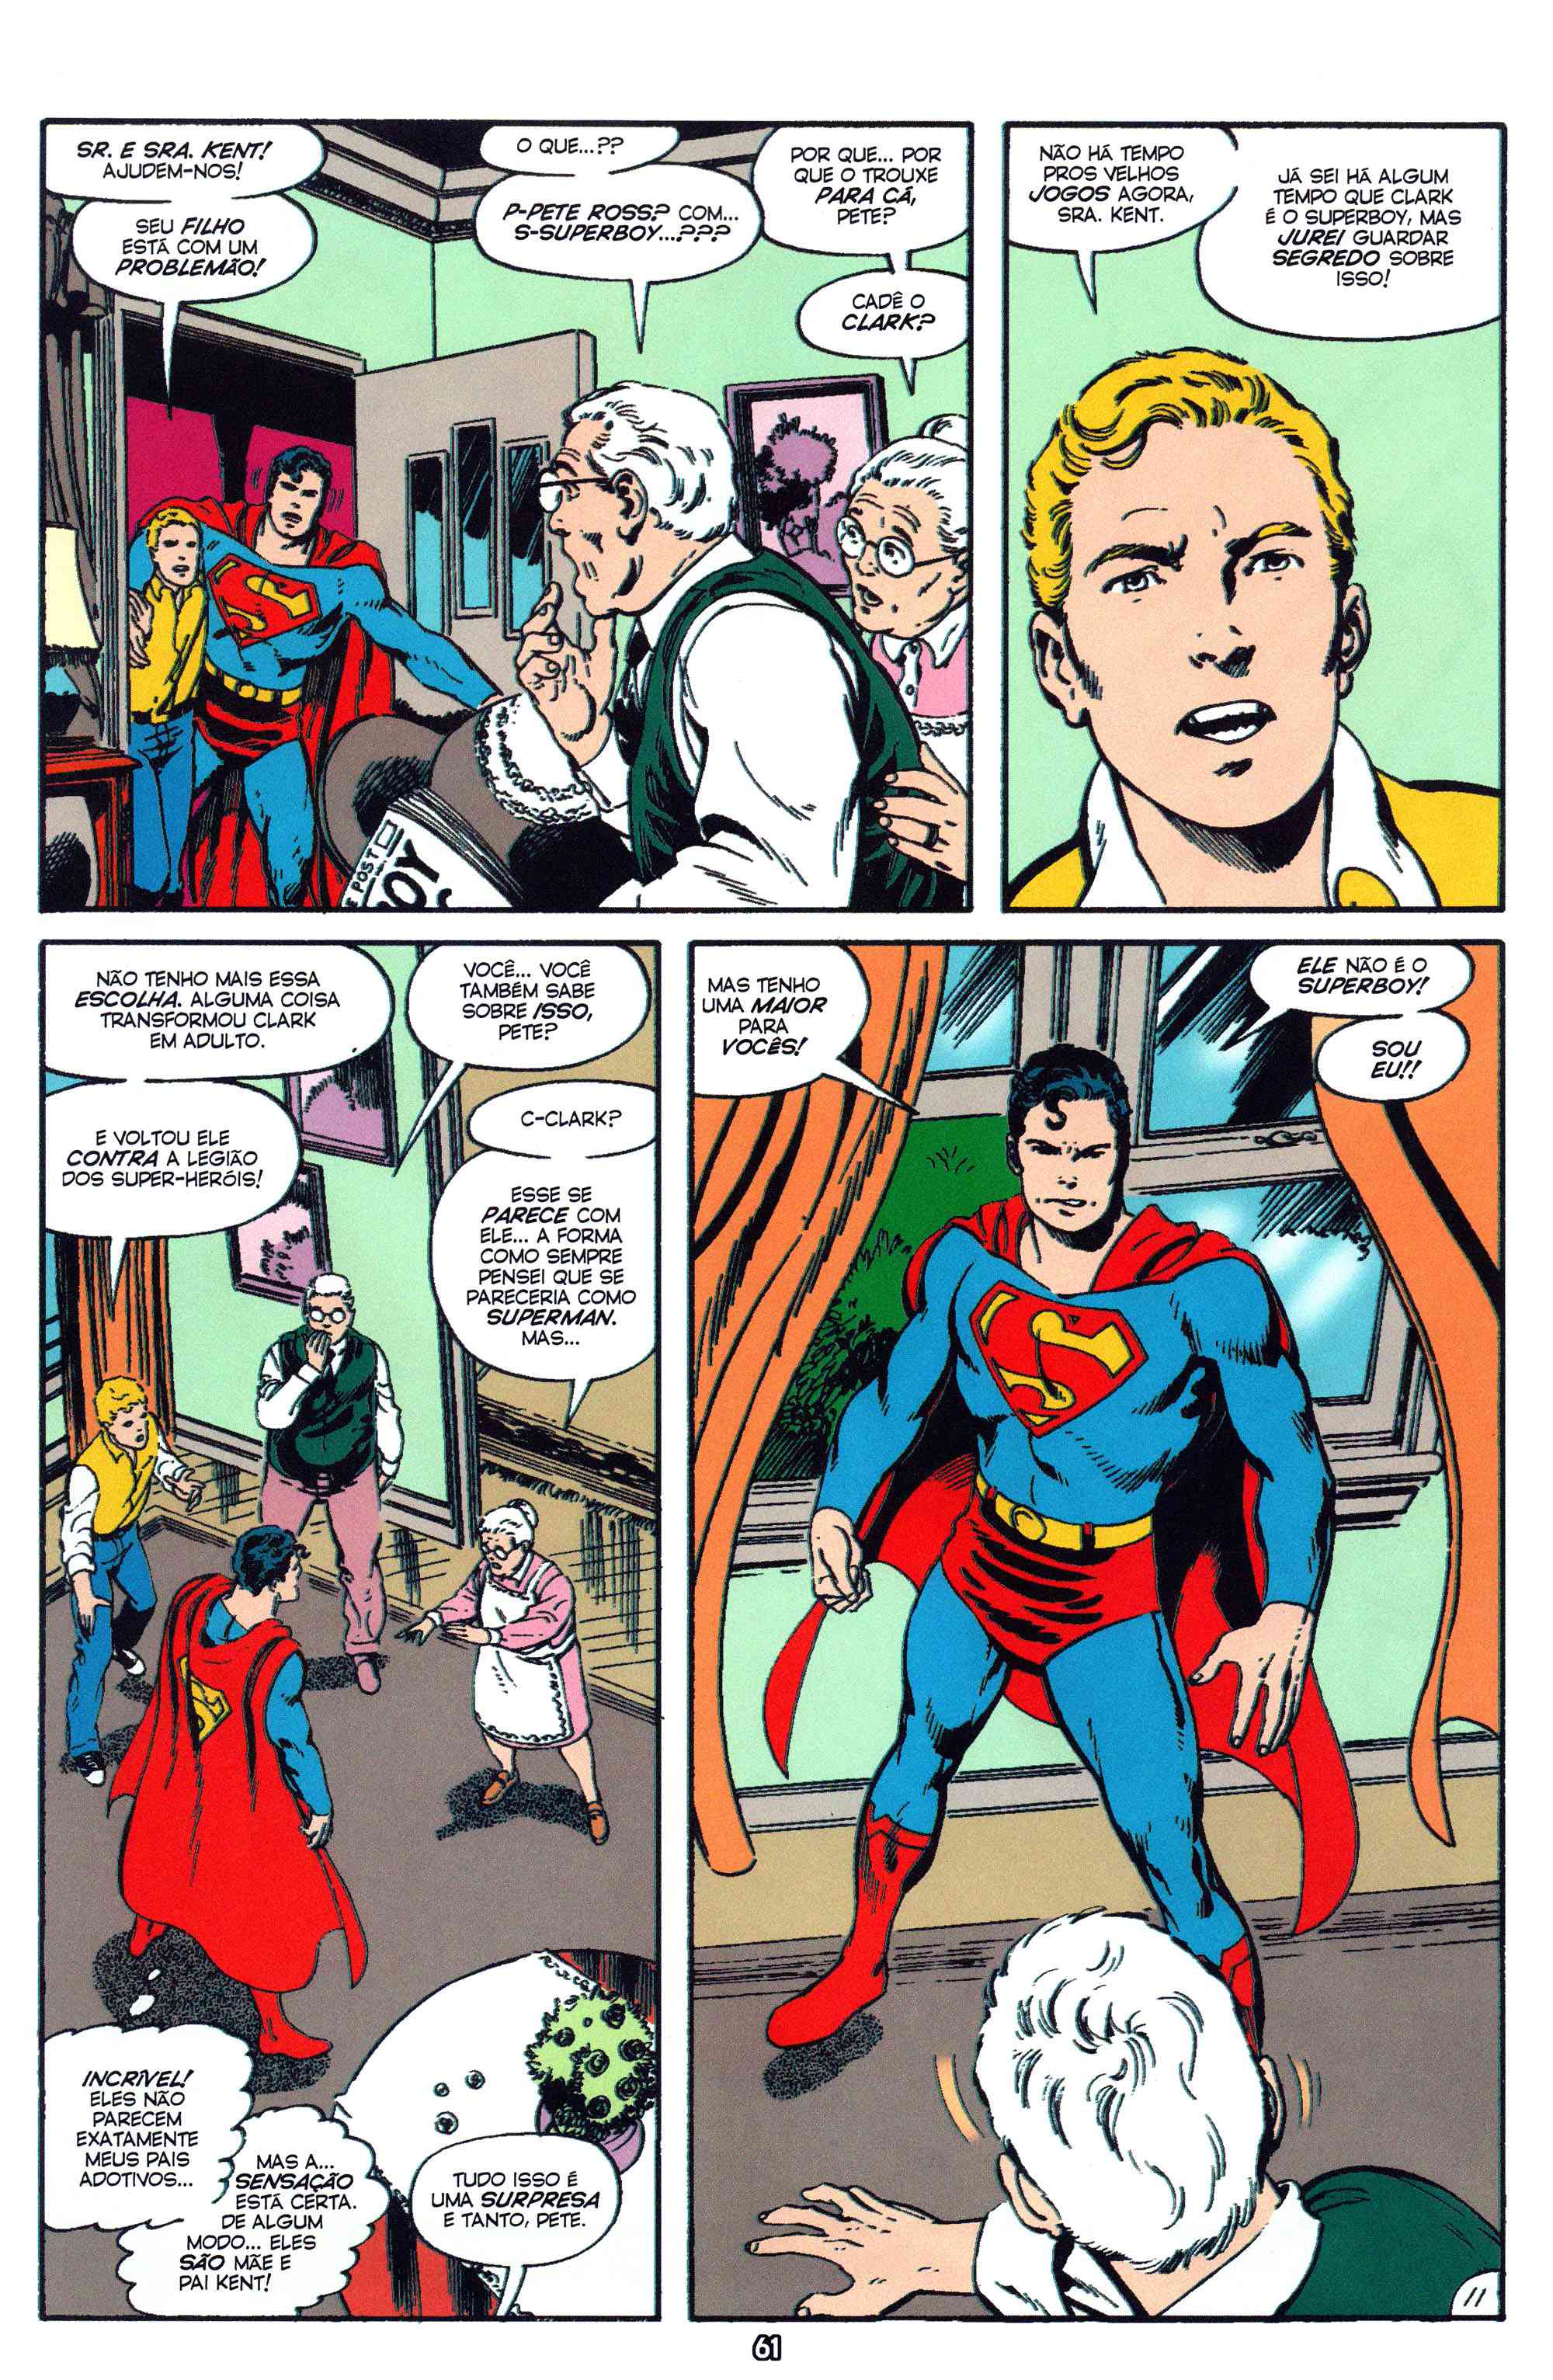 SR. E SRA. KENT!
AJUDEM-NOS!
SEU FILHO
ESTÁ COM UM
PROBLEMÃO!
O QUE...??
P-PETE ROSS? COM...
S-SUPERBOY...???
POR QUE... POR
QUE O TROUXE
PARA CÁ,
PETE?
CADÊ O
CLARK?
POST
OY
NÃO HÁ TEMPO
PROS VELHOS
JOGOS AGORA,
SRA. KENT.
JÁ SEI HÁ ALGUM
TEMPO QUE CLARK
É O SUPERBOY, MAS
JUREI GUARDAR
SEGREDO SOBRE
ISSO!
NÃO TENHO MAIS ESSA
ESCOLHA. ALGUMA COISA
TRANSFORMOU CLARK
EM ADULTO.
E VOLTOU ELE
CONTRA A LEGIÃO
DOS SUPER-HERÓIS!
VOCÊ... VOCÊ
TAMBÉM SABE
SOBRE ISSO,
PETE?
C-CLARK?
ESSE SE
PARECE COM
ELE... A FORMA
COMO SEMPRE
PENSEI QUE SE
PARECERIA COMO
SUPERMAN.
MAS...
INCRÍVEL!
ELES NÃO
PARECEM
EXATAMENTE
MEUS PAIS
ADOTIVOS...
MAS A...
SENSAÇÃO
ESTÁ CERTA.
DE ALGUM
MODO... ELES
SÃO MÃE E
PAI KENT!
TUDO ISSO É
UMA SURPRESA
E TANTO, PETE.
MAS TENHO
UMA MAIOR
PARA
VOCÊS!
ELE NÃO É O
SUPERBOY!
SOU
EU!!
11
61